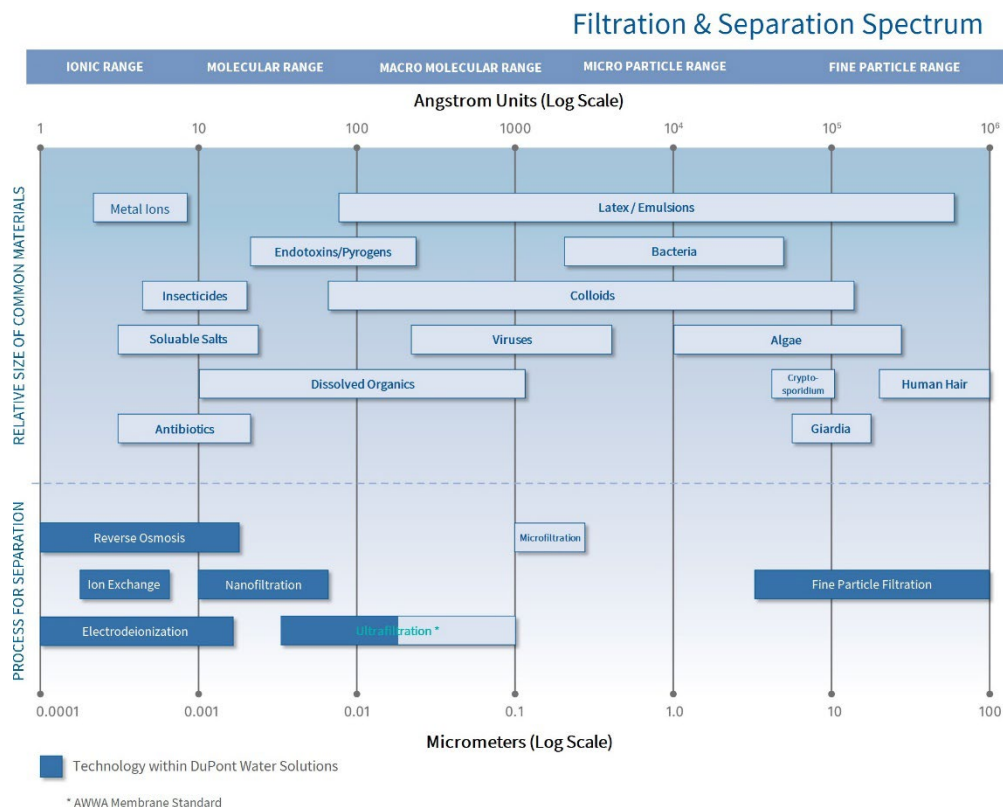 Filtration & Separation Spectrum
IONIC RANGE MOLECULAR RANGE MACRO MOLECULAR RANGE MICRO PARTICLE RANGE FINE PARTICLE RANGE
Angstrom Units (Log Scale)
1 10 100 1000 10⁴ 10⁵ 10⁶
RELATIVE SIZE OF COMMON MATERIALS
Metal Ions Latex / Emulsions
Endotoxins/Pyrogens Bacteria
Insecticides Colloids
Soluable Salts Viruses Algae
Dissolved Organics Crypto-
sporidium Human Hair
Antibiotics Giardia
PROCESS FOR SEPARATION
Reverse Osmosis Microfiltration
Ion Exchange Nanofiltration Fine Particle Filtration
Electrodeionization Ultrafiltration *
0.0001 0.001 0.01 0.1 1.0 10 100
Micrometers (Log Scale)
Technology within DuPont Water Solutions
* AWWA Membrane Standard